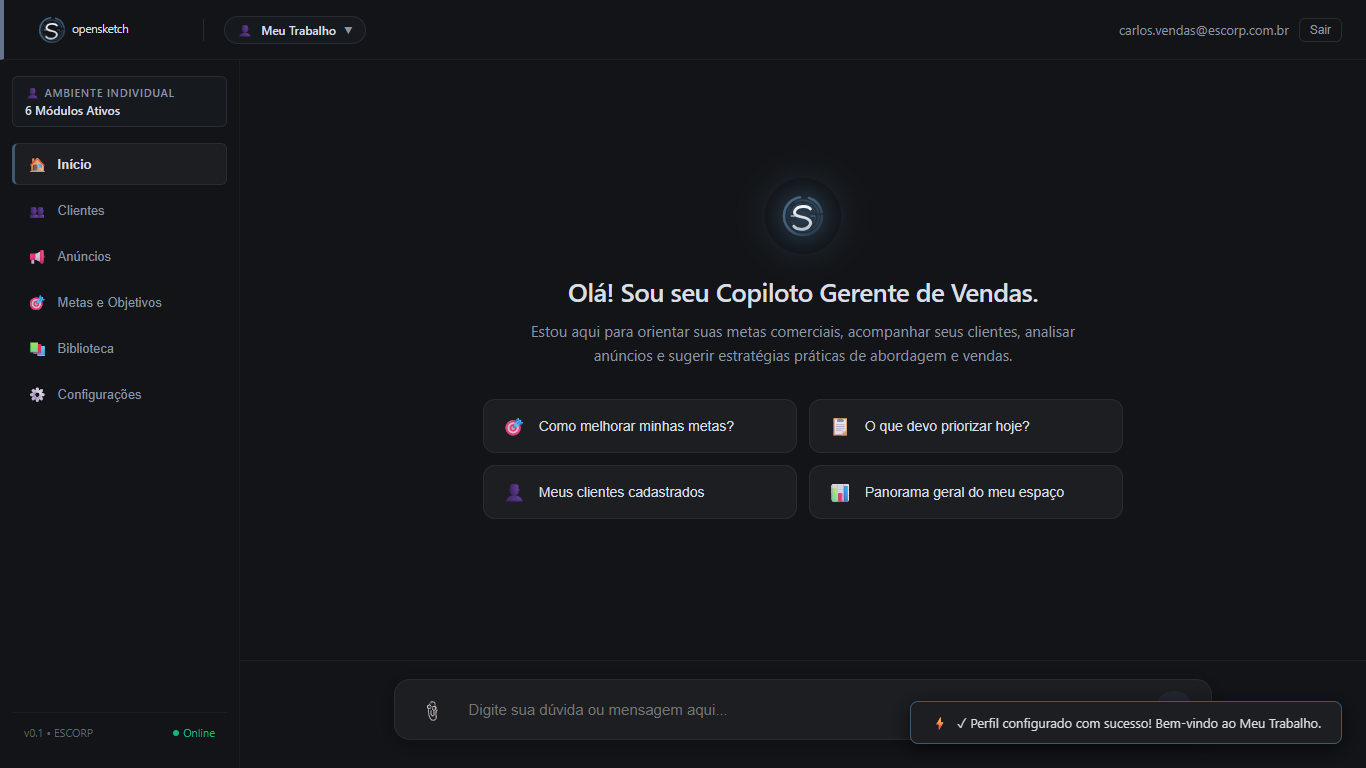 opensketch
Meu Trabalho ▼
carlos.vendas@escorp.com.br
Sair
AMBIENTE INDIVIDUAL
6 Módulos Ativos
Início
Clientes
Anúncios
Metas e Objetivos
Biblioteca
Configurações
Olá! Sou seu Copiloto Gerente de Vendas.
Estou aqui para orientar suas metas comerciais, acompanhar seus clientes, analisar
anúncios e sugerir estratégias práticas de abordagem e vendas.
Como melhorar minhas metas?
O que devo priorizar hoje?
Meus clientes cadastrados
Panorama geral do meu espaço
Digite sua dúvida ou mensagem aqui...
✓ Perfil configurado com sucesso! Bem-vindo ao Meu Trabalho.
v0.1 • ESCORP
Online